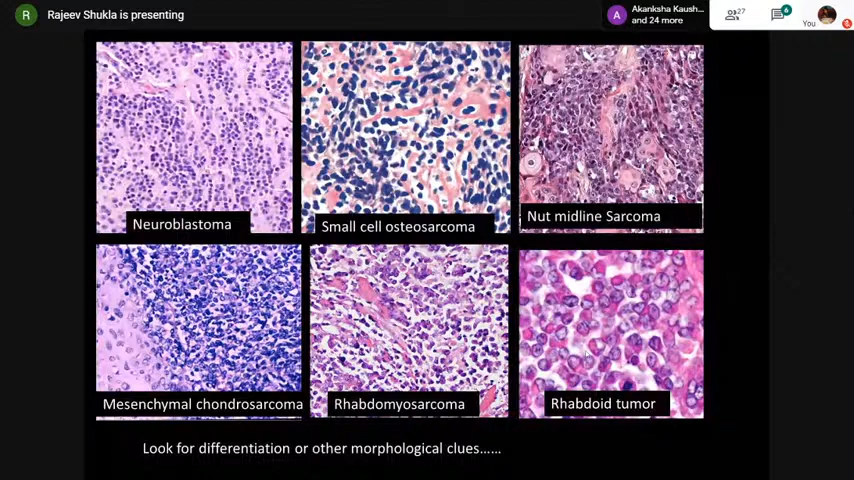 R Rajeev Shukla is presenting
A Akanksha Kaush...
and 24 more
27
6
You
Neuroblastoma
Small cell osteosarcoma
Nut midline Sarcoma
Mesenchymal chondrosarcoma
Rhabdomyosarcoma
Rhabdoid tumor
Look for differentiation or other morphological clues......